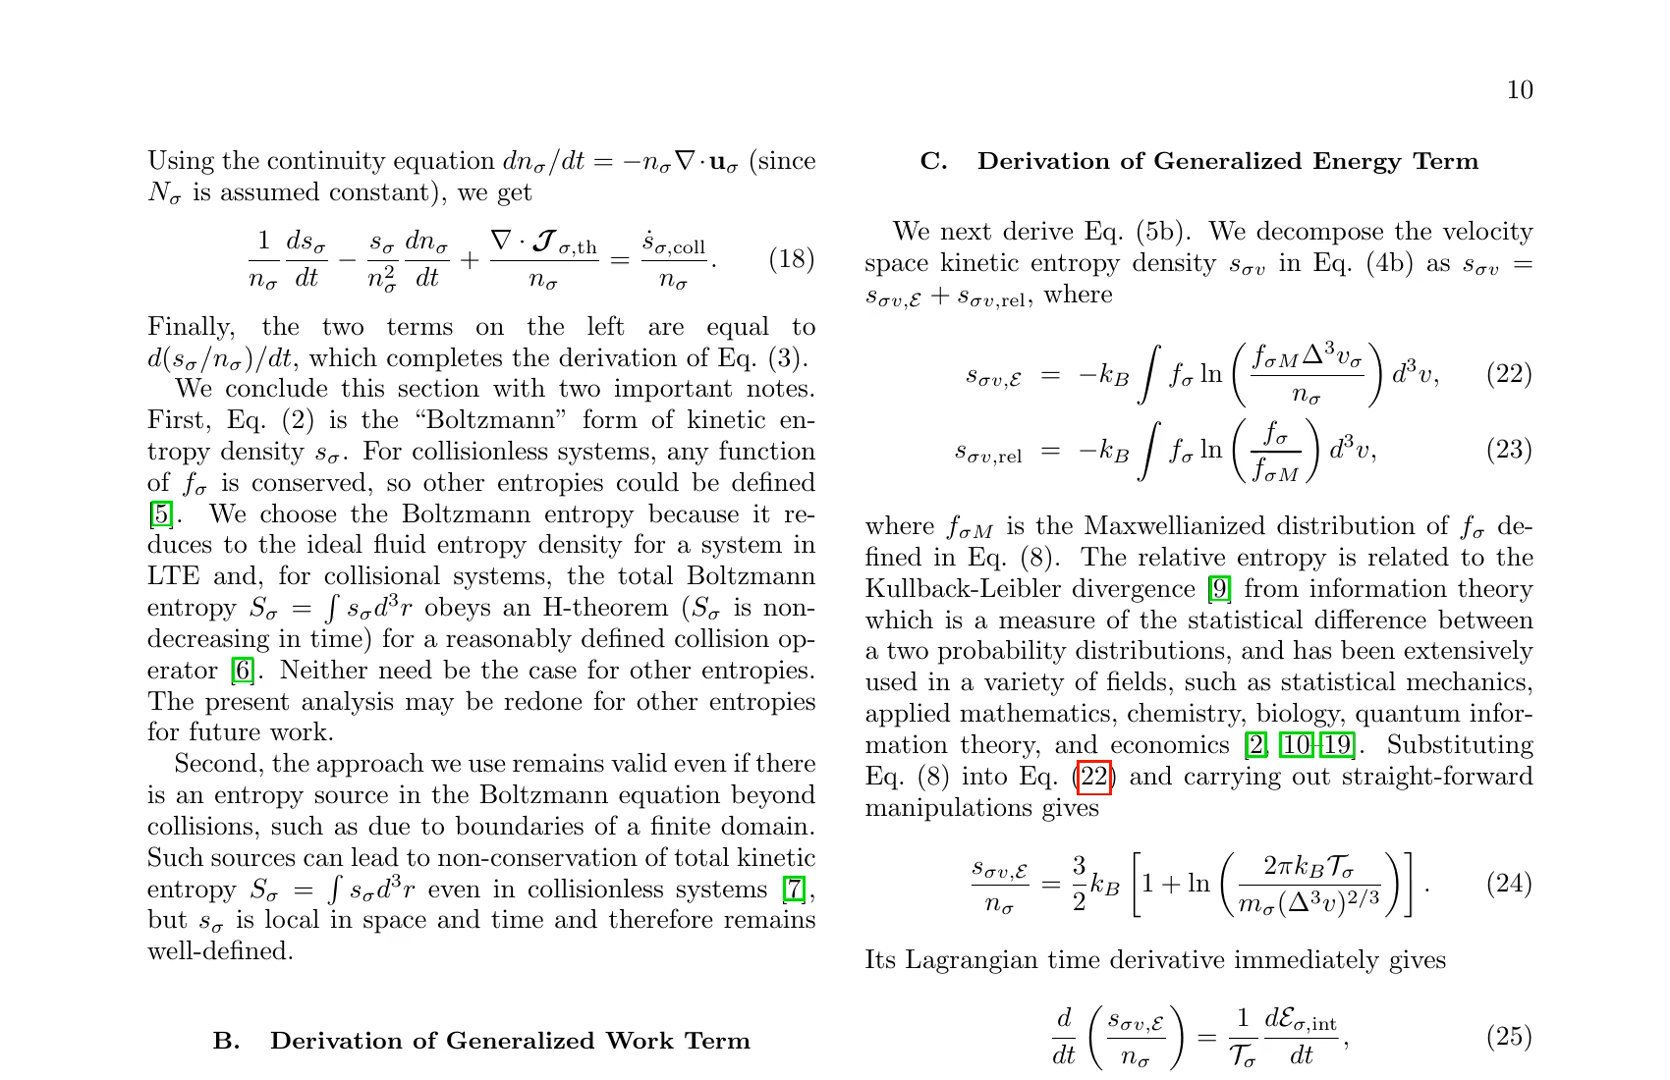 10
Using the continuity equation dn_σ/dt = −n_σ∇·u_σ (since
N_σ is assumed constant), we get
1/n_σ ds_σ/dt − s_σ/n_σ² dn_σ/dt + ∇·𝒥_σ,th/n_σ = ṡ_σ,coll/n_σ. (18)
Finally, the two terms on the left are equal to
d(s_σ/n_σ)/dt, which completes the derivation of Eq. (3).
We conclude this section with two important notes.
First, Eq. (2) is the “Boltzmann” form of kinetic en-
tropy density s_σ. For collisionless systems, any function
of f_σ is conserved, so other entropies could be defined
[5]. We choose the Boltzmann entropy because it re-
duces to the ideal fluid entropy density for a system in
LTE and, for collisional systems, the total Boltzmann
entropy S_σ = ∫ s_σd³r obeys an H-theorem (S_σ is non-
decreasing in time) for a reasonably defined collision op-
erator [6]. Neither need be the case for other entropies.
The present analysis may be redone for other entropies
for future work.
Second, the approach we use remains valid even if there
is an entropy source in the Boltzmann equation beyond
collisions, such as due to boundaries of a finite domain.
Such sources can lead to non-conservation of total kinetic
entropy S_σ = ∫ s_σd³r even in collisionless systems [7],
but s_σ is local in space and time and therefore remains
well-defined.
B. Derivation of Generalized Work Term
C. Derivation of Generalized Energy Term
We next derive Eq. (5b). We decompose the velocity
space kinetic entropy density s_σv in Eq. (4b) as s_σv =
s_σv,ℰ + s_σv,rel, where
s_σv,ℰ = −k_B ∫ f_σ ln (f_σMΔ³v_σ/n_σ) d³v, (22)
s_σv,rel = −k_B ∫ f_σ ln (f_σ/f_σM) d³v, (23)
where f_σM is the Maxwellianized distribution of f_σ de-
fined in Eq. (8). The relative entropy is related to the
Kullback-Leibler divergence [9] from information theory
which is a measure of the statistical difference between
a two probability distributions, and has been extensively
used in a variety of fields, such as statistical mechanics,
applied mathematics, chemistry, biology, quantum infor-
mation theory, and economics [2, 10–19]. Substituting
Eq. (8) into Eq. (22) and carrying out straight-forward
manipulations gives
s_σv,ℰ/n_σ = 3/2 k_B [1 + ln (2πk_B𝒯_σ/m_σ(Δ³v)^2/3)]. (24)
Its Lagrangian time derivative immediately gives
d/dt (s_σv,ℰ/n_σ) = 1/𝒯_σ dℰ_σ,int/dt, (25)